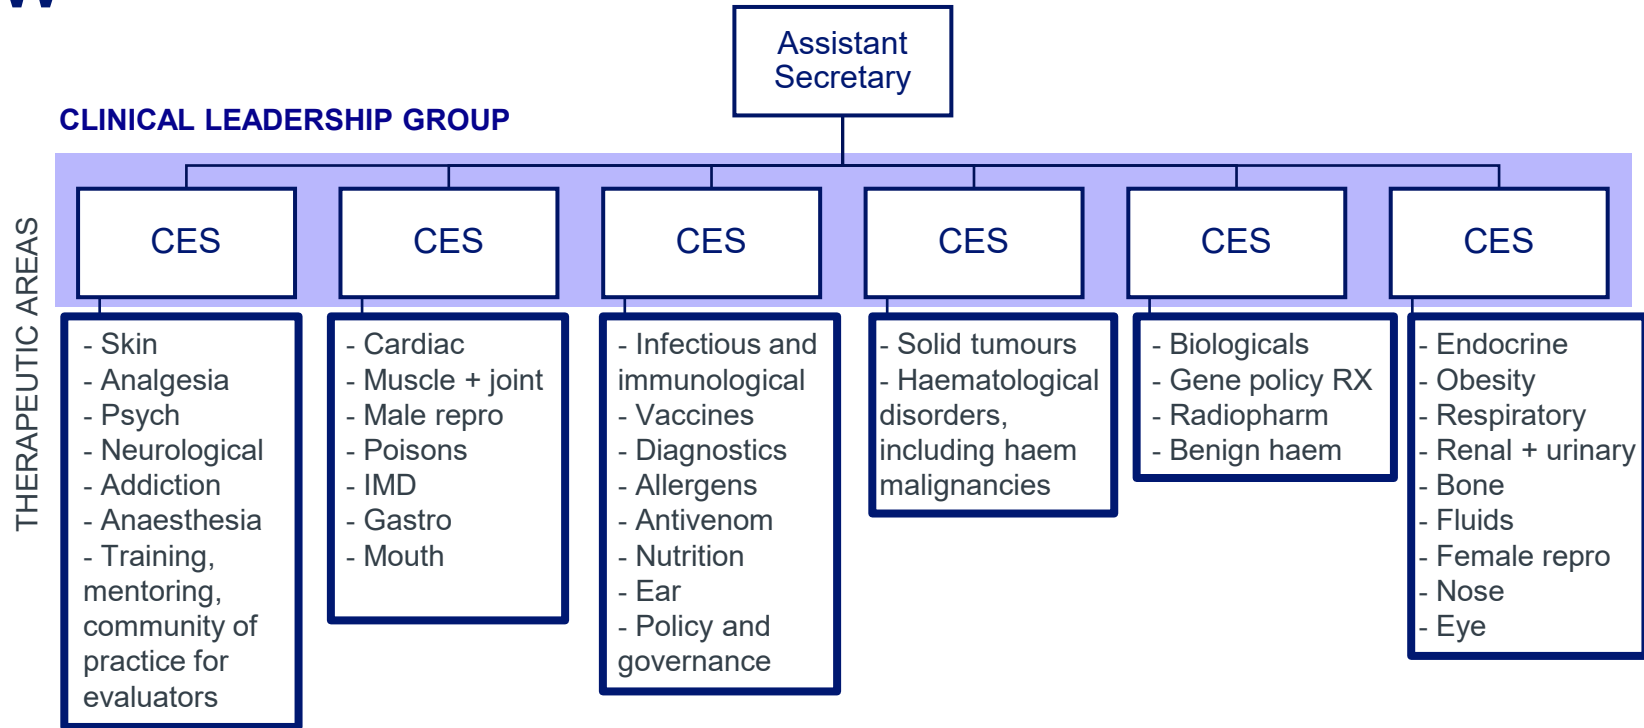 Assistant
Secretary
CLINICAL LEADERSHIP GROUP
THERAPEUTIC AREAS
CES
CES
CES
CES
CES
CES
- Skin
- Analgesia
- Psych
- Neurological
- Addiction
- Anaesthesia
- Training,
mentoring,
community of
practice for
evaluators
- Cardiac
- Muscle + joint
- Male repro
- Poisons
- IMD
- Gastro
- Mouth
- Infectious and
immunological
- Vaccines
- Diagnostics
- Allergens
- Antivenom
- Nutrition
- Ear
- Policy and
governance
- Solid tumours
- Haematological
disorders,
including haem
malignancies
- Biologicals
- Gene policy RX
- Radiopharm
- Benign haem
- Endocrine
- Obesity
- Respiratory
- Renal + urinary
- Bone
- Fluids
- Female repro
- Nose
- Eye